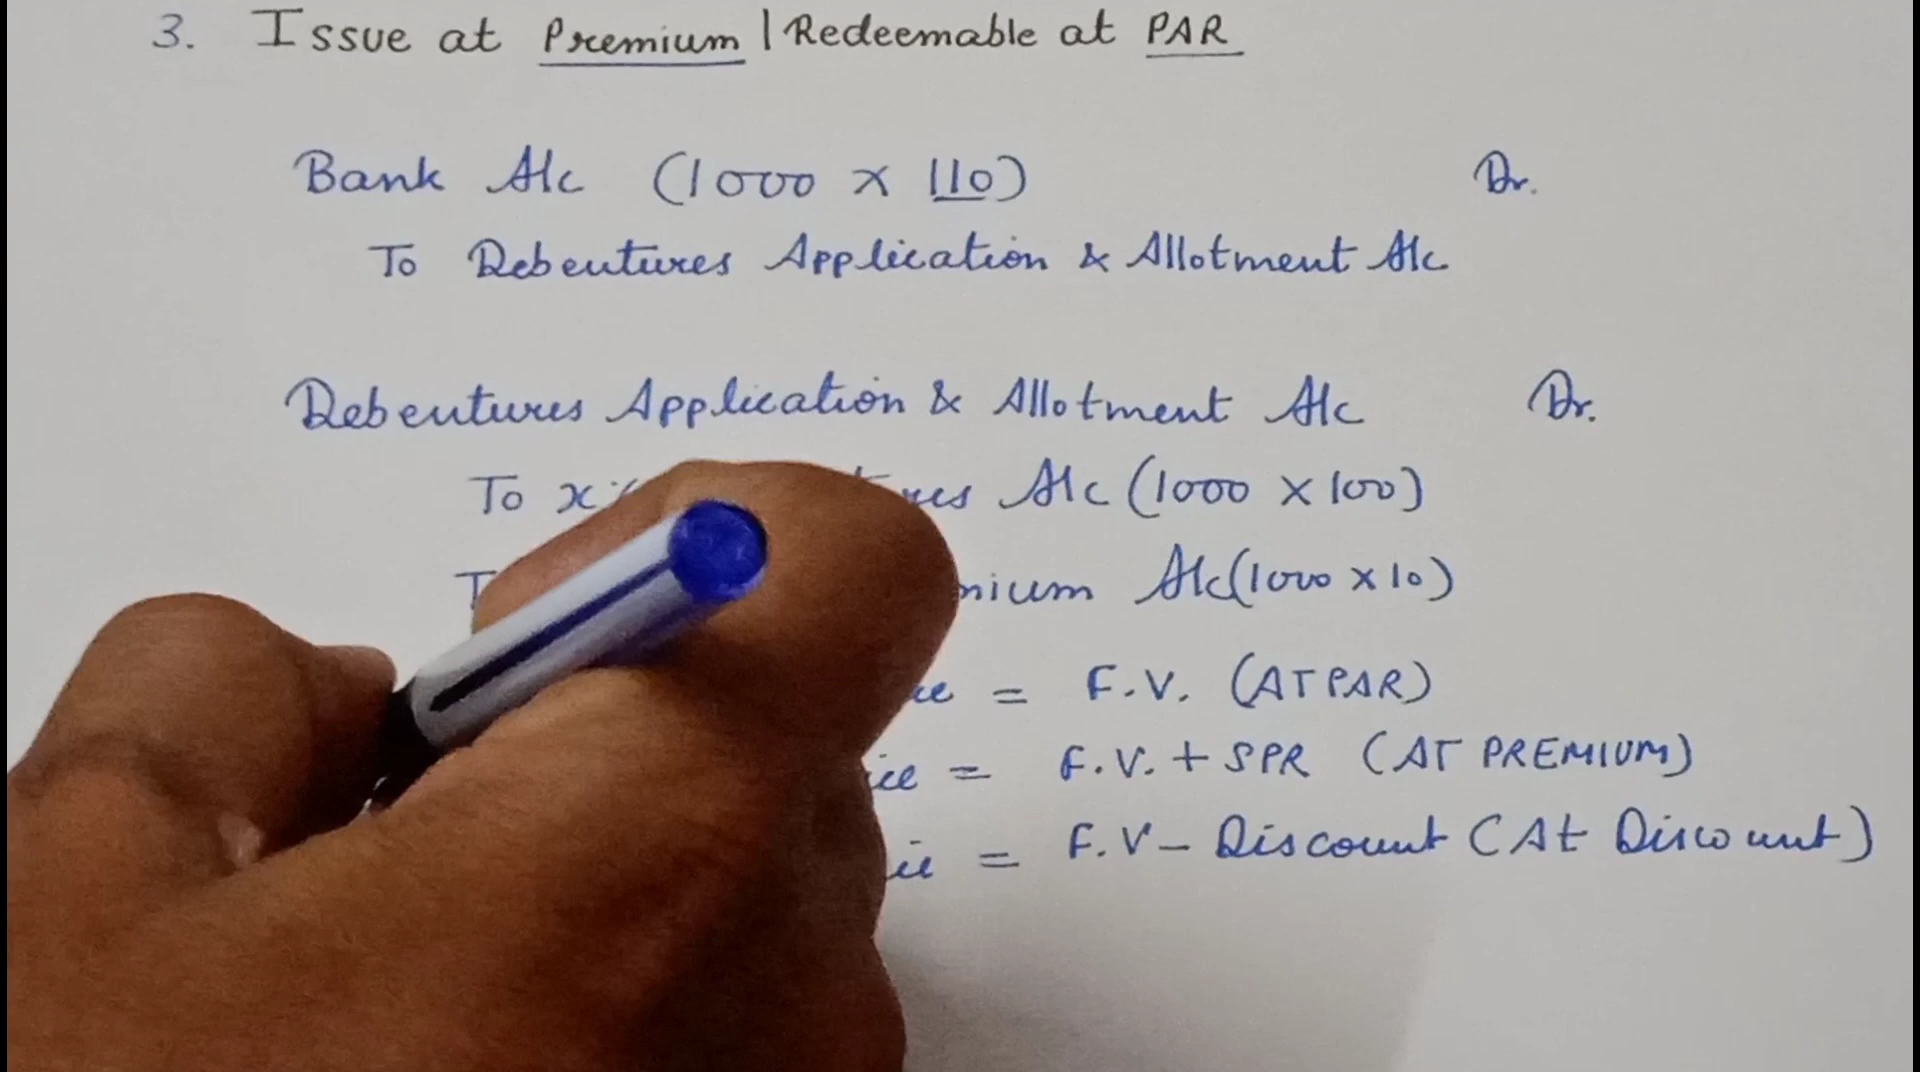 3. Issue at Premium | Redeemable at PAR
Bank A/c (1000 x 110) Dr.
To Debentures Application & Allotment A/c
Debentures Application & Allotment A/c Dr.
To A/c (1000 x 100)
A/c (1000 x 10)
= F.V. (AT PAR)
= F.V. + SPR (AT PREMIUM)
= F.V - Discount (At Discount)